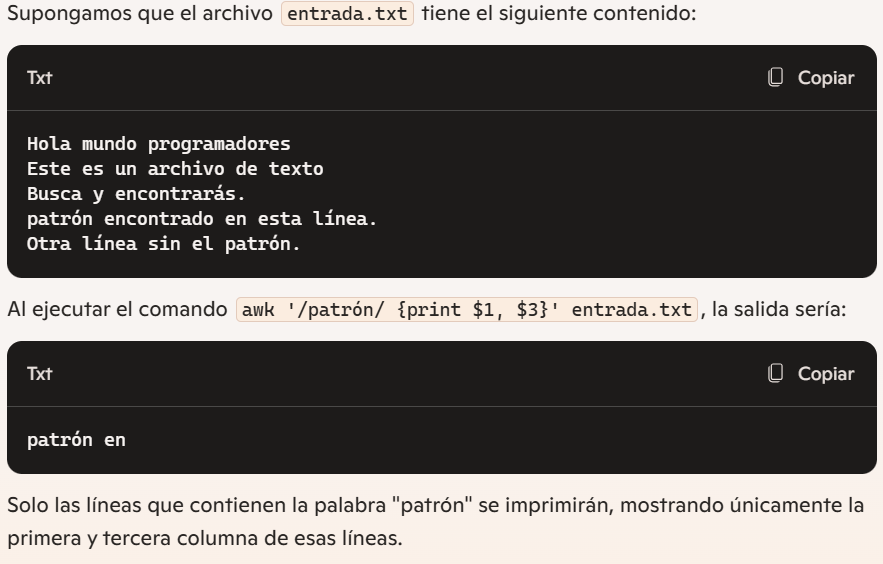 Supongamos que el archivo entrada.txt tiene el siguiente contenido:
Txt Copiar
Hola mundo programadores
Este es un archivo de texto
Busca y encontrarás.
patrón encontrado en esta línea.
Otra línea sin el patrón.
Al ejecutar el comando awk '/patrón/ {print $1, $3}' entrada.txt, la salida sería:
Txt Copiar
patrón en
Solo las líneas que contienen la palabra "patrón" se imprimirán, mostrando únicamente la
primera y tercera columna de esas líneas.